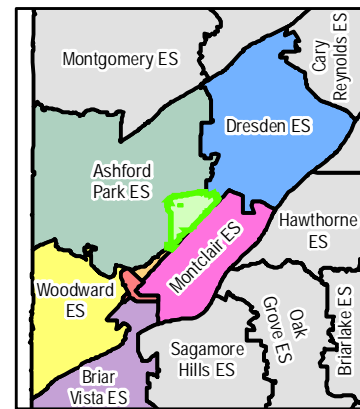 Montgomery ES
Cary
Reynolds ES
Dresden ES
Ashford
Park ES
Hawthorne
ES
Montclair ES
Woodward
ES
Oak
Grove ES
Briarlake ES
Sagamore
Hills ES
Briar
Vista ES